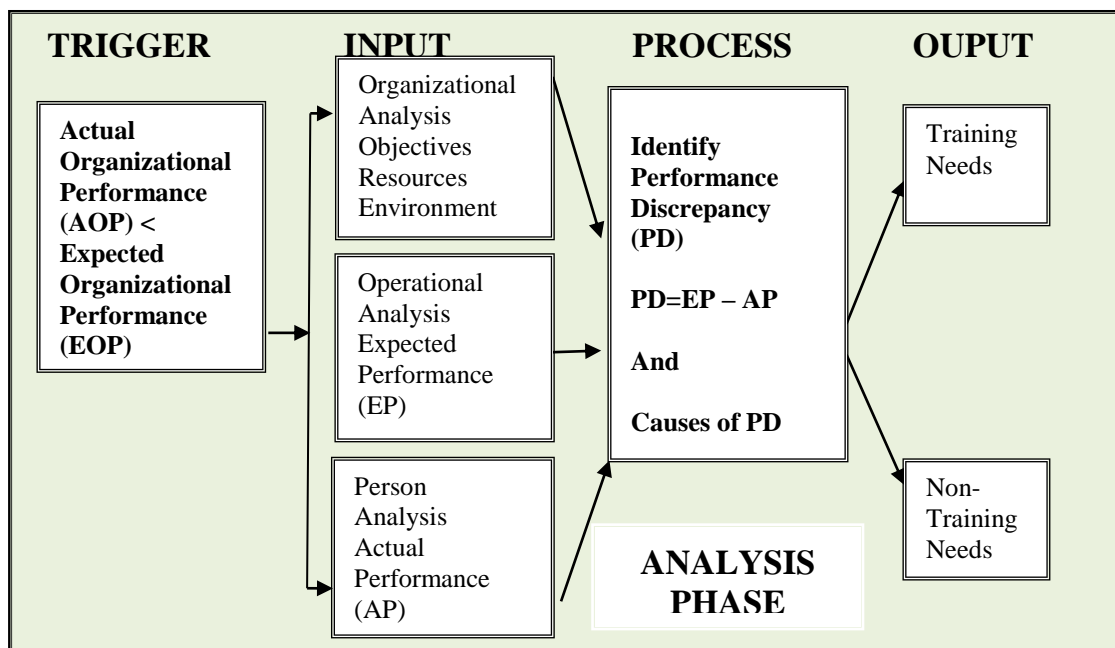 TRIGGER
INPUT
PROCESS
OUPUT
Actual
Organizational
Performance
(AOP) <
Expected
Organizational
Performance
(EOP)
Organizational
Analysis
Objectives
Resources
Environment
Operational
Analysis
Expected
Performance
(EP)
Person
Analysis
Actual
Performance
(AP)
Identify
Performance
Discrepancy
(PD)
PD=EP – AP
And
Causes of PD
Training
Needs
Non-
Training
Needs
ANALYSIS
PHASE